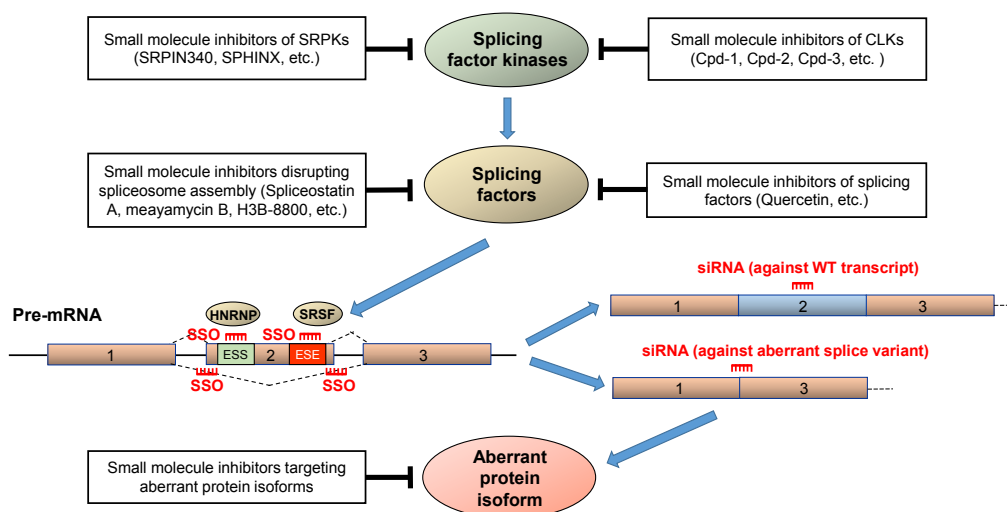 Small molecule inhibitors of SRPKs
(SRPIN340, SPHINX, etc.)
Splicing
factor kinases
Small molecule inhibitors of CLKs
(Cpd-1, Cpd-2, Cpd-3, etc. )
Small molecule inhibitors disrupting
spliceosome assembly (Spliceostatin
A, meayamycin B, H3B-8800, etc.)
Splicing
factors
Small molecule inhibitors of splicing
factors (Quercetin, etc.)
siRNA (against WT transcript)
1 2 3
Pre-mRNA
HNRNP SRSF
SSO SSO
1 ESS 2 ESE 3
SSO SSO
siRNA (against aberrant splice variant)
1 3
Small molecule inhibitors targeting
aberrant protein isoforms
Aberrant
protein
isoform